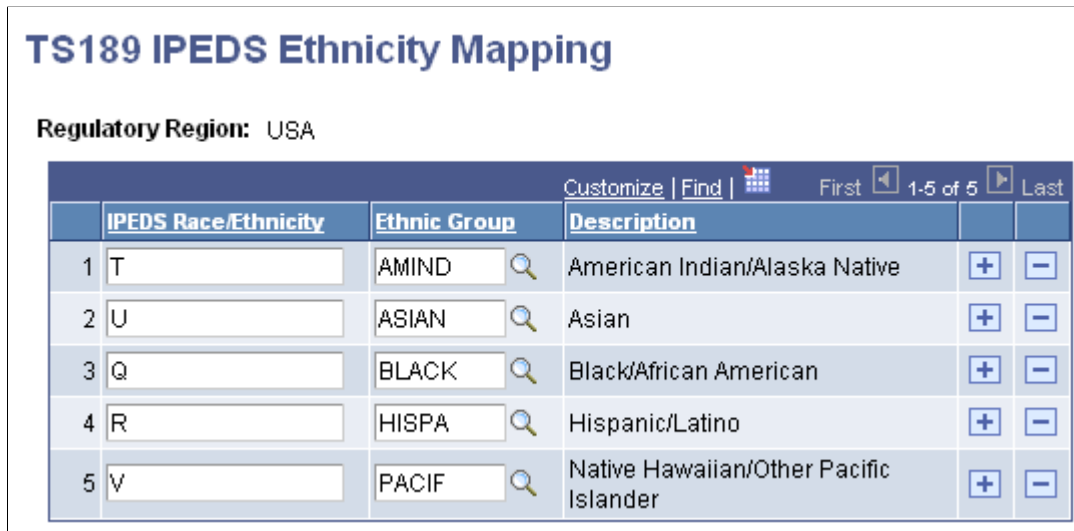 TS189 IPEDS Ethnicity Mapping
Regulatory Region: USA
Customize | Find | First 1-5 of 5 Last
IPEDS Race/Ethnicity Ethnic Group Description
1 T AMIND American Indian/Alaska Native
2 U ASIAN Asian
3 Q BLACK Black/African American
4 R HISPA Hispanic/Latino
5 V PACIF Native Hawaiian/Other Pacific
Islander